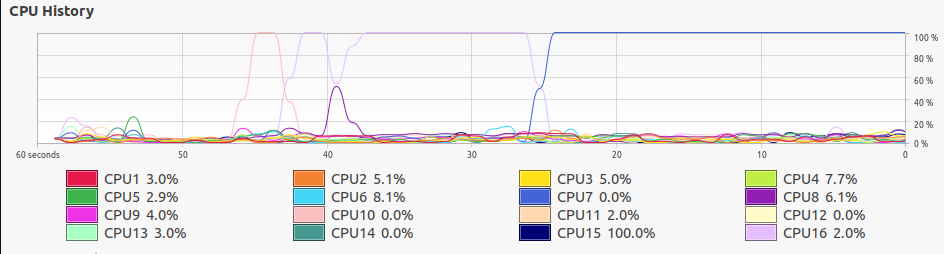 CPU History
100 %
80 %
60 %
40 %
20 %
0 %
60 seconds 50 40 30 20 10 0
CPU1 3.0% CPU2 5.1% CPU3 5.0% CPU4 7.7%
CPU5 2.9% CPU6 8.1% CPU7 0.0% CPU8 6.1%
CPU9 4.0% CPU10 0.0% CPU11 2.0% CPU12 0.0%
CPU13 3.0% CPU14 0.0% CPU15 100.0% CPU16 2.0%